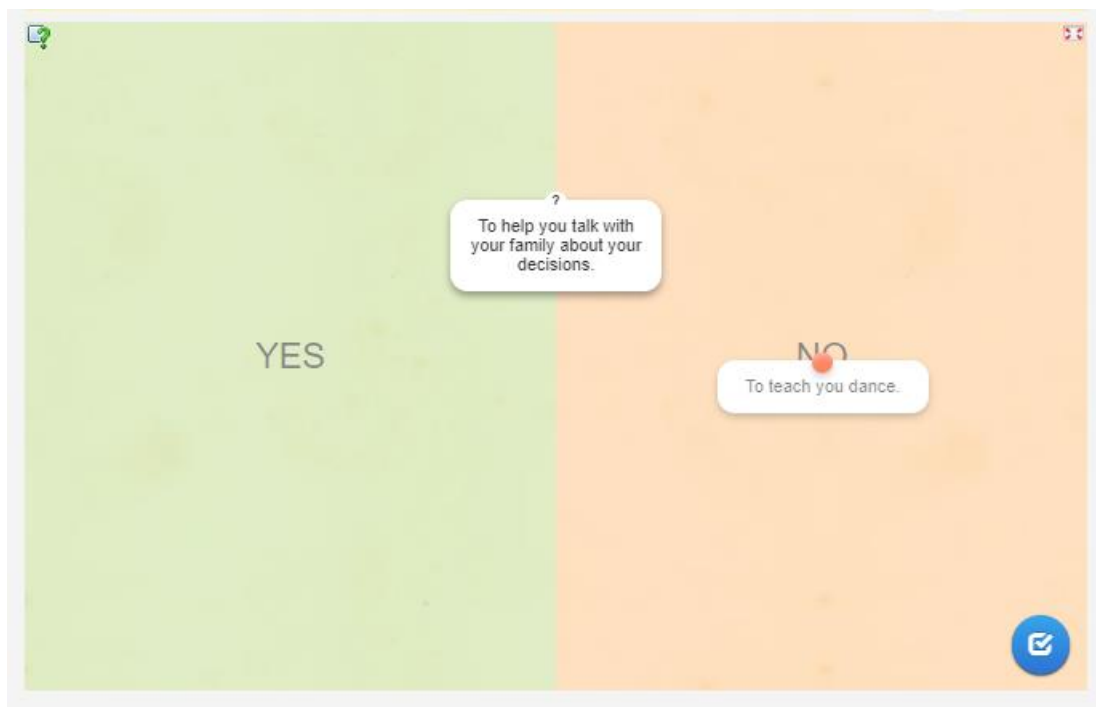 ?
To help you talk with
your family about your
decisions.
YES
NO
To teach you dance.